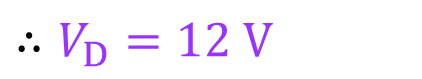 ∴ V_D = 12 V